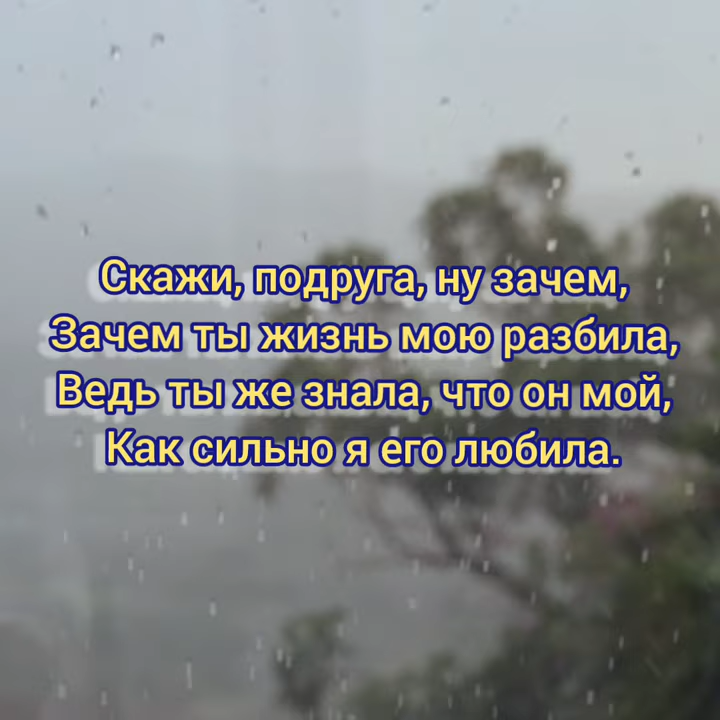 Скажи, подруга, ну зачем,
Зачем ты жизнь мою разбила,
Ведь ты же знала, что он мой,
Как сильно я его любила.